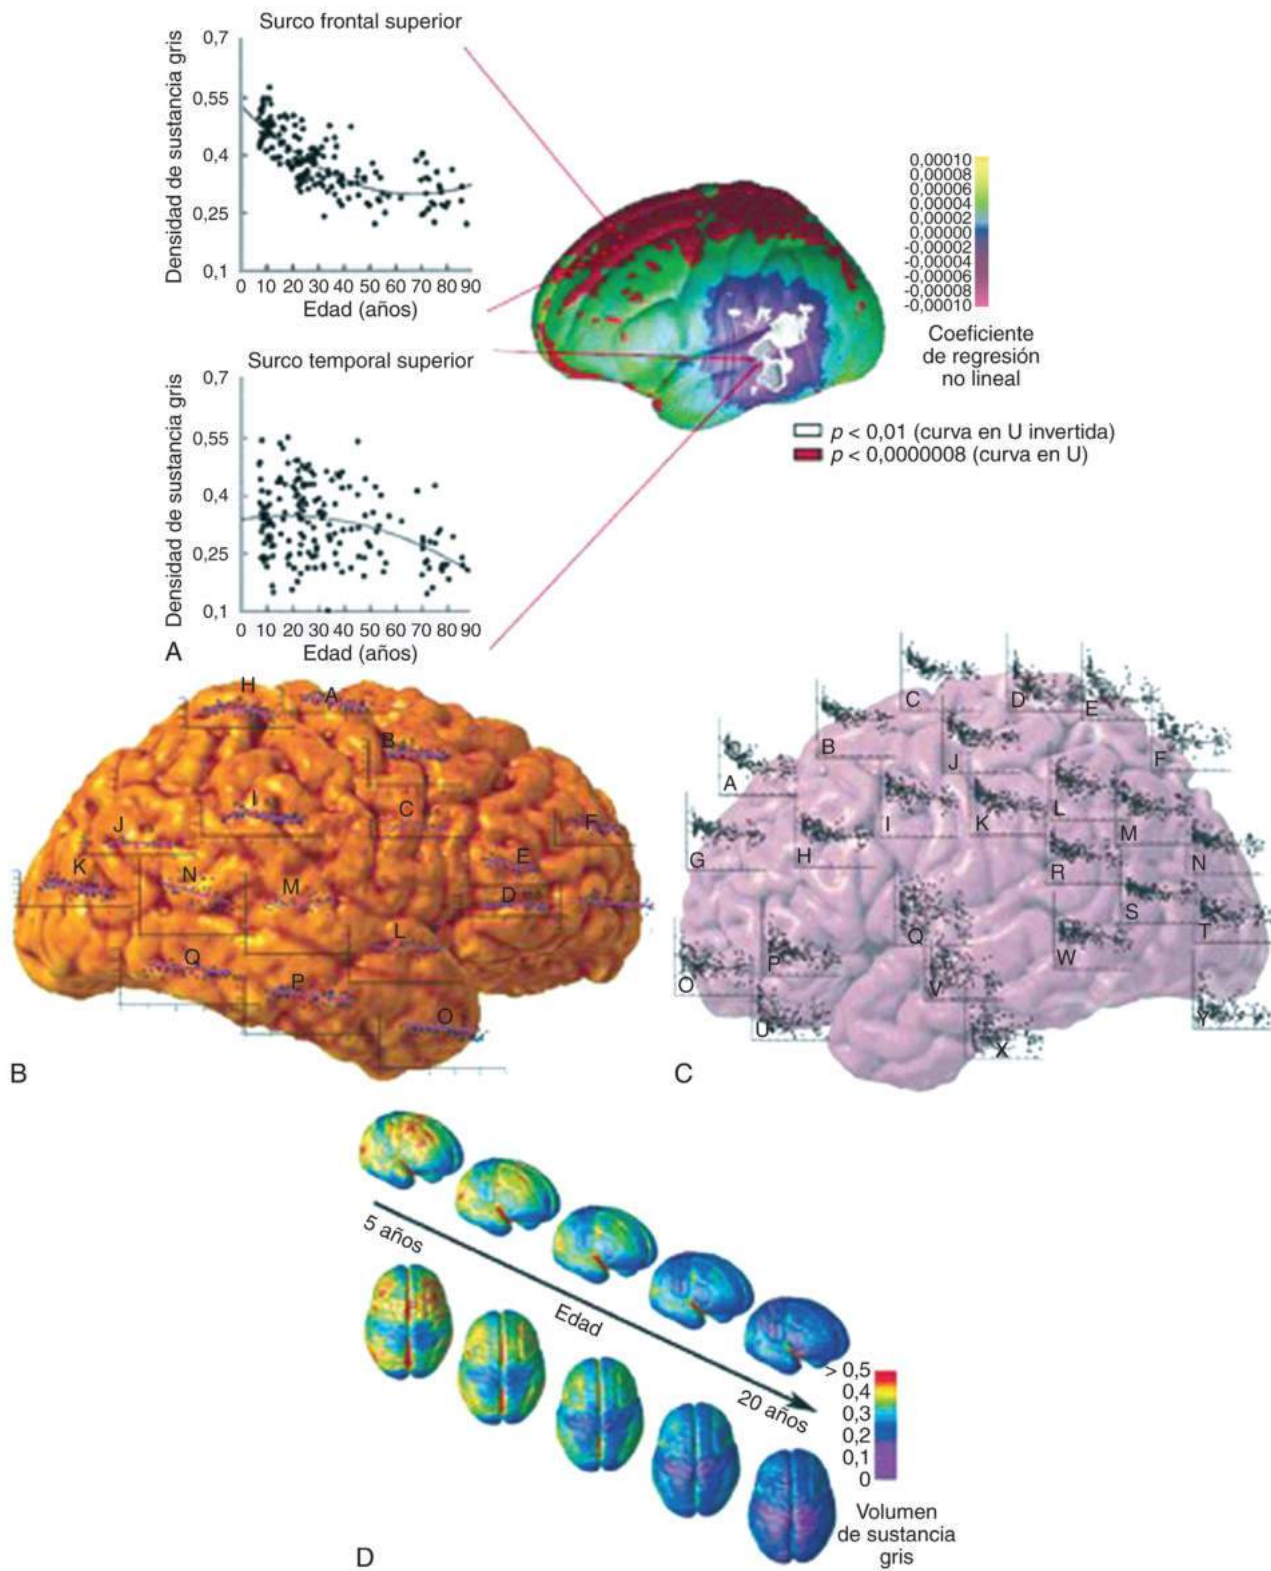 Surco frontal superior
Densidad de sustancia gris
0,7
0,55
0,4
0,25
0,1
0 10 20 30 40 50 60 70 80 90
Edad (años)
0,00010
0,00006
0,00006
0,00004
0,00002
0,00000
-0,00002
-0,00004
-0,00006
-0,00006
-0,00010
Coeficiente
de regresión
no lineal
p < 0,01 (curva en U invertida)
p < 0,0000008 (curva en U)
Surco temporal superior
Densidad de sustancia gris
0,7
0,55
0,4
0,25
0,1
0 10 20 30 40 50 60 70 80 90
Edad (años)
A
H
A
B
I
C
J
F
K
N
M
E
D
L
Q
P
O
B
C
D
E
B
J
F
A
I
K
L
M
G
H
R
N
S
Q
T
P
W
O
V
U
X
Y
C
5 años
Edad
20 años
> 0,5
0,4
0,3
0,2
0,1
0
Volumen
de sustancia
gris
D